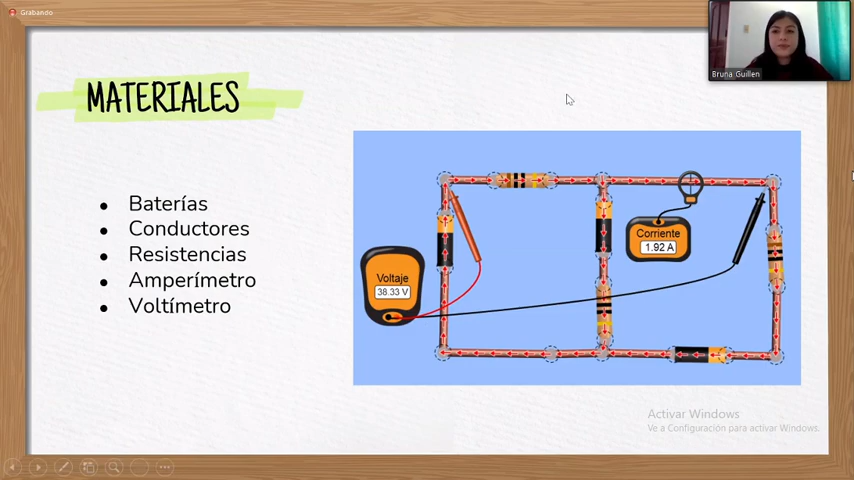 Grabando
Bruna Guillen
MATERIALES
Baterías
Conductores
Resistencias
Amperímetro
Voltímetro
Voltaje
38.33 V
Corriente
1.92 A
Activar Windows
Ve a Configuración para activar Windows.